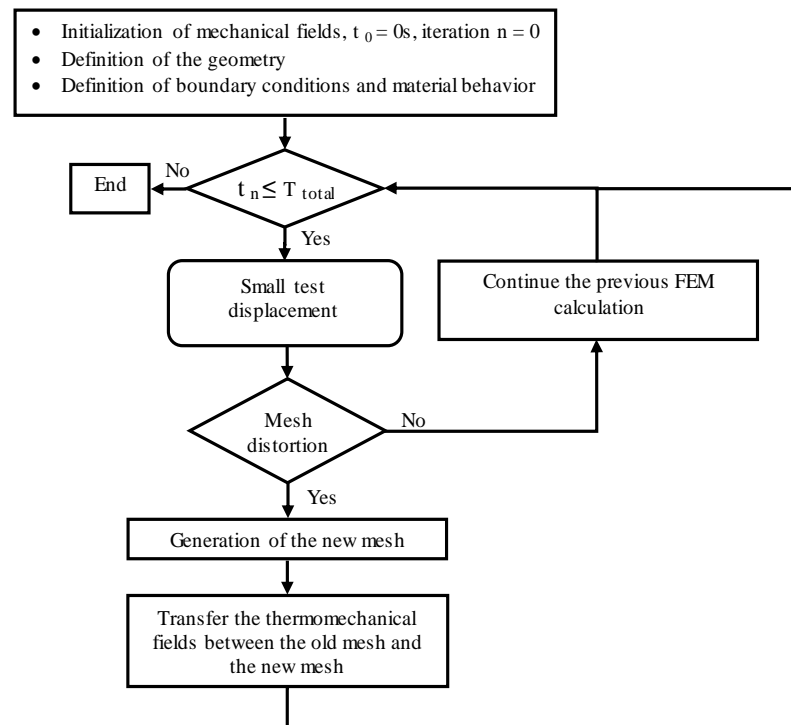 • Initialization of mechanical fields, t 0 = 0s, iteration n = 0
• Definition of the geometry
• Definition of boundary conditions and material behavior
No
End
t n ≤ T total
Yes
Small test
displacement
Continue the previous FEM
calculation
Mesh
distortion
No
Yes
Generation of the new mesh
Transfer the thermomechanical
fields between the old mesh and
the new mesh